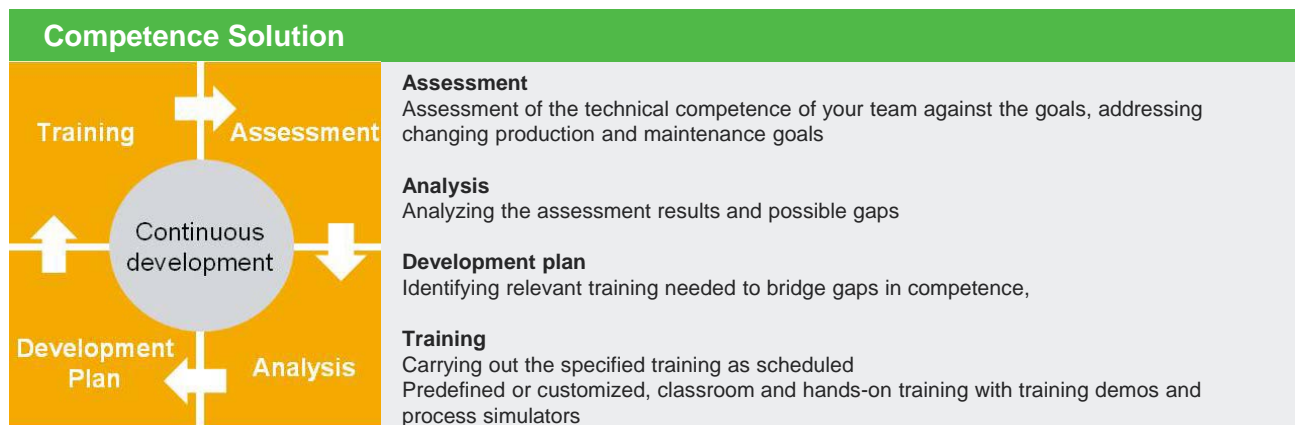 Competence Solution
Training
Assessment
Continuous
development
Development
Plan
Analysis
Assessment
Assessment of the technical competence of your team against the goals, addressing
changing production and maintenance goals
Analysis
Analyzing the assessment results and possible gaps
Development plan
Identifying relevant training needed to bridge gaps in competence,
Training
Carrying out the specified training as scheduled
Predefined or customized, classroom and hands-on training with training demos and
process simulators